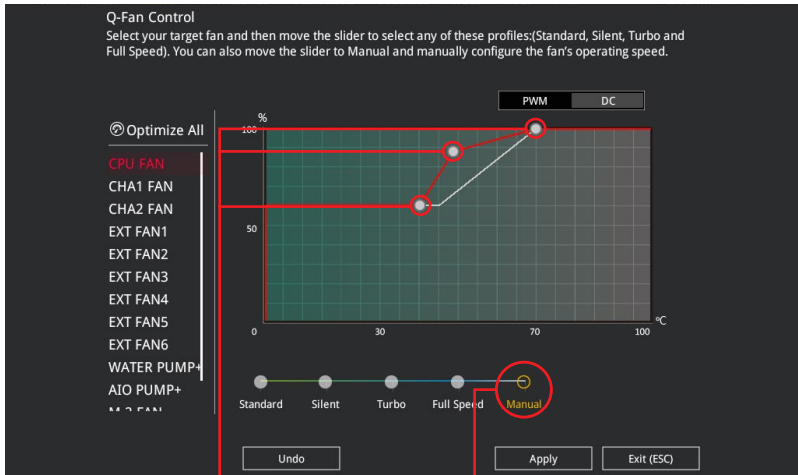 Q-Fan Control
Select your target fan and then move the slider to select any of these profiles:(Standard, Silent, Turbo and
Full Speed). You can also move the slider to Manual and manually configure the fan's operating speed.
PWM DC
%
Optimize All
100
CPU FAN
CHA1 FAN
CHA2 FAN
50
EXT FAN1
EXT FAN2
EXT FAN3
EXT FAN4
EXT FAN5
EXT FAN6
WATER PUMP+
AIO PUMP+
M.2 FAN
ºC
0 30 70 100
Standard Silent Turbo Full Speed Manual
Undo Apply Exit (ESC)